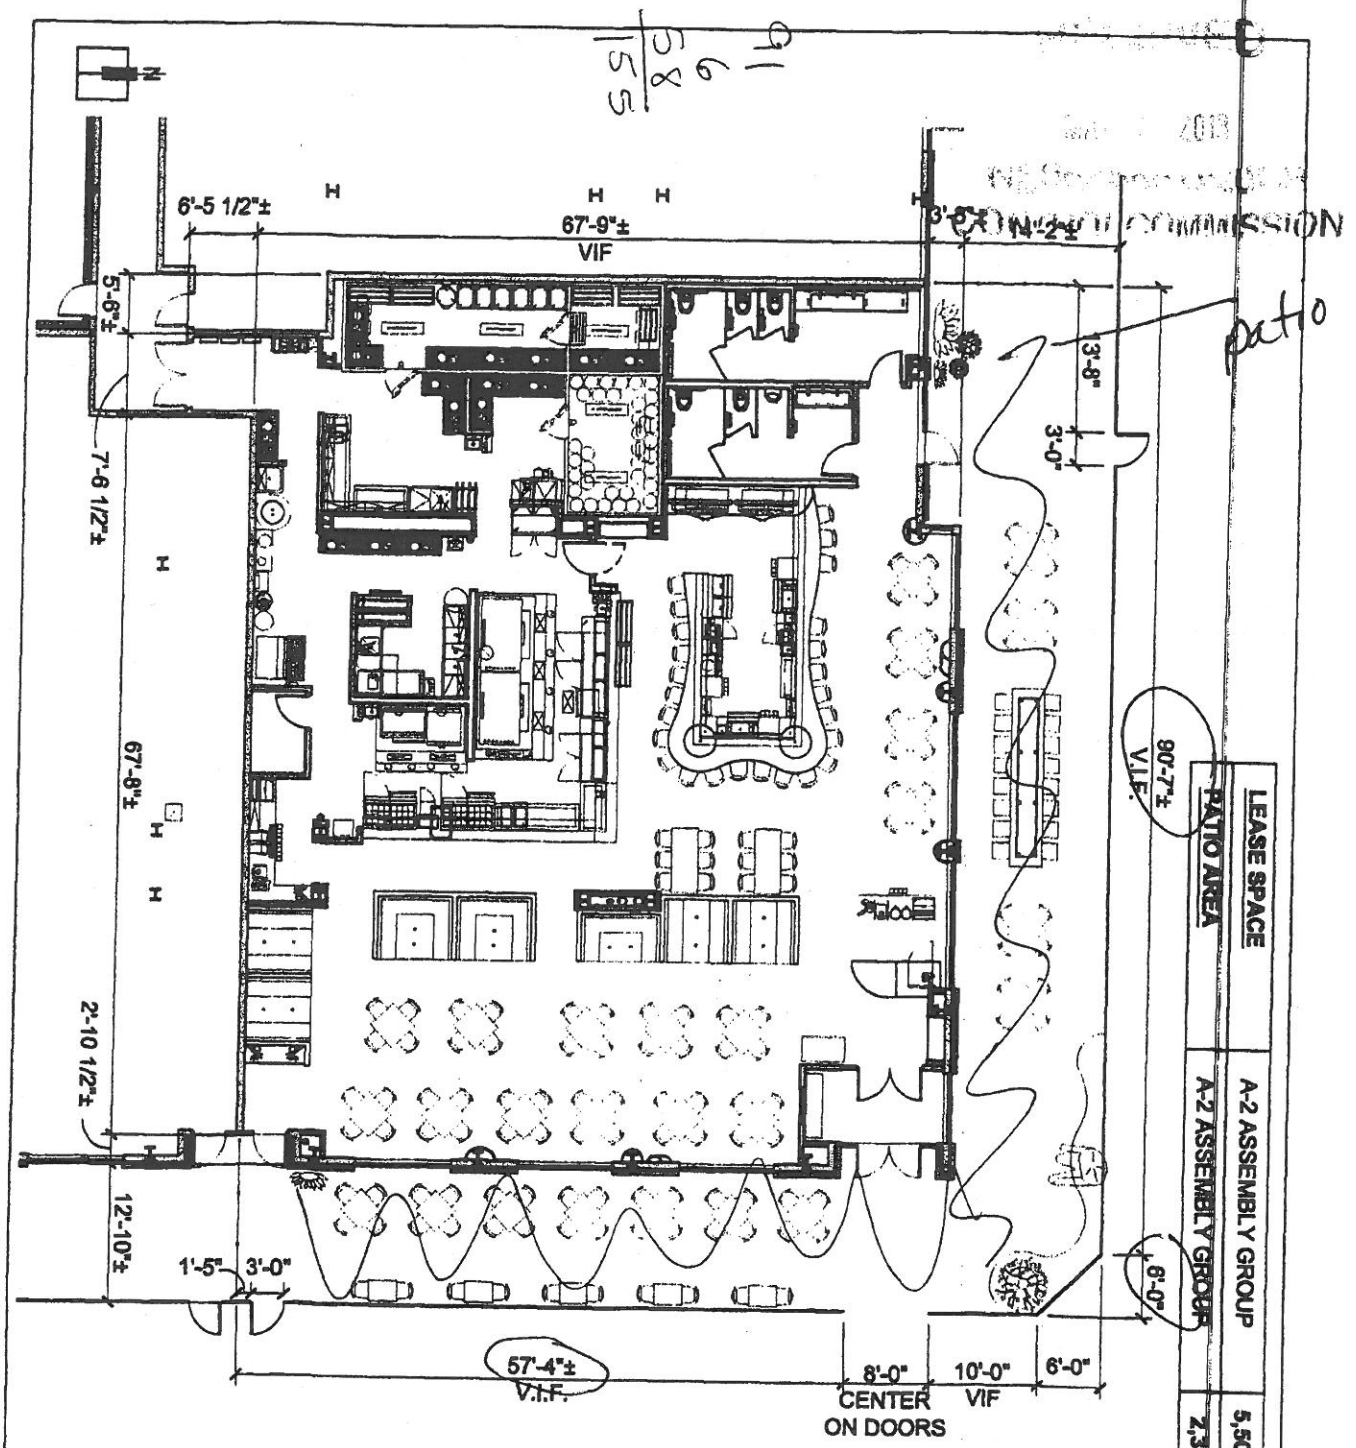 91
6
58
155
N
2013
COMMISSION
6'-5 1/2"±
67'-9"±
VIF
14'-2"±
5'-6"±
patio
13'-8"
3'-0"
7'-6 1/2"±
90'-7"±
V.I.F.
LEASE SPACE
A-2 ASSEMBLY GROUP
PATIO AREA
A-2 ASSEMBLY GROUP
67'-8"±
2'-10 1/2"±
12'-10"±
1'-5"
3'-0"
6'-0"
57'-4"±
V.I.F.
8'-0"
CENTER
ON DOORS
10'-0"
VIF
6'-0"